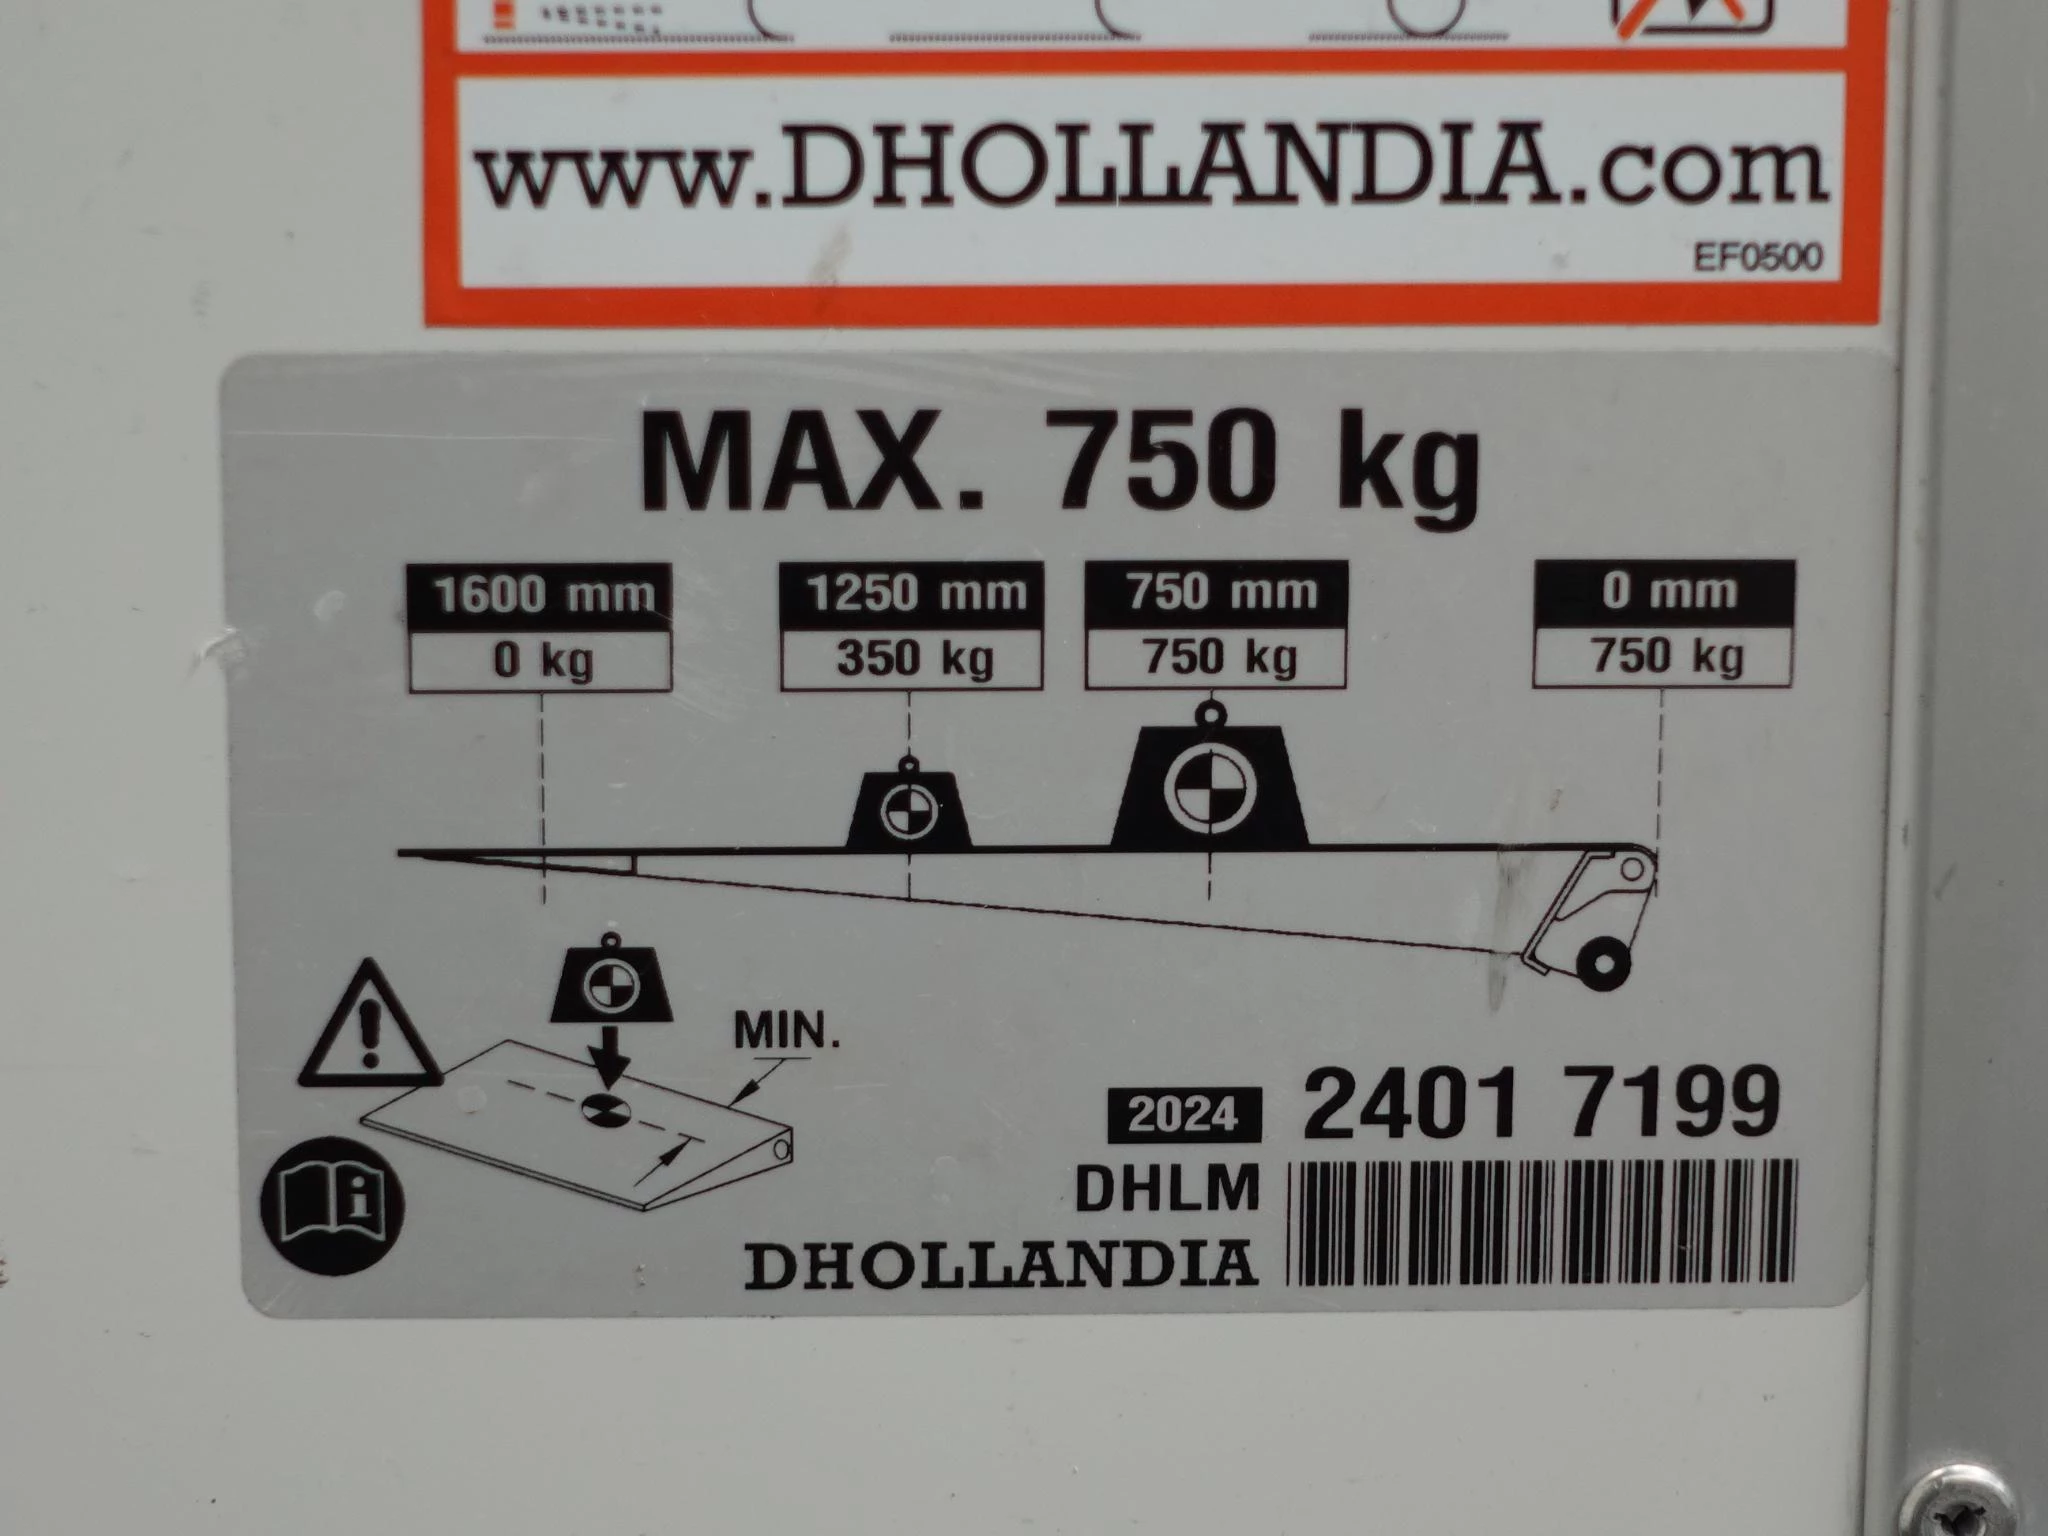 www.DHOLLANDIA.com
EF0500
MAX. 750 kg
1600 mm 1250 mm 750 mm 0 mm
0 kg 350 kg 750 kg 750 kg
MIN.
2024 2401 7199
DHLM
DHOLLANDIA